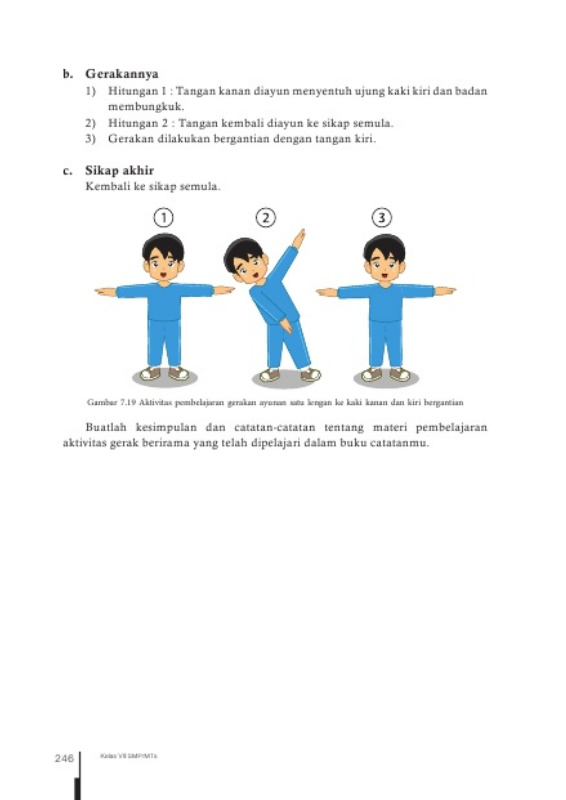 b. Gerakannya
1) Hitungan 1 : Tangan kanan diayun menyentuh ujung kaki kiri dan badan
membungkuk.
2) Hitungan 2 : Tangan kembali diayun ke sikap semula.
3) Gerakan dilakukan bergantian dengan tangan kiri.
c. Sikap akhir
Kembali ke sikap semula.
1 2 3
Gambar 7.19 Aktivitas pembelajaran gerakan ayunan satu lengan ke kaki kanan dan kiri bergantian
Buatlah kesimpulan dan catatan-catatan tentang materi pembelajaran
aktivitas gerak berirama yang telah dipelajari dalam buku catatanmu.
246 Kelas VII SMP/MTs